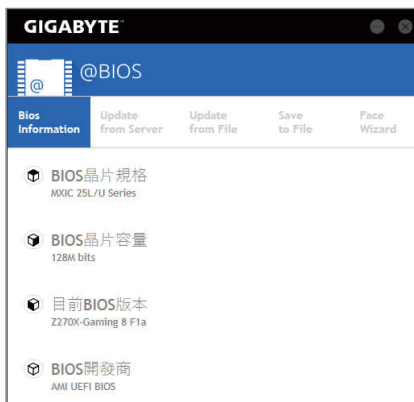 GIGABYTE™
@BIOS
@
Bios Information
Update from Server
Update from File
Save to File
Face Wizard
BIOS晶片規格
MXIC 25L/U Series
BIOS晶片容量
128M bits
目前BIOS版本
Z270X-Gaming 8 F1a
BIOS開發商
AMI UEFI BIOS